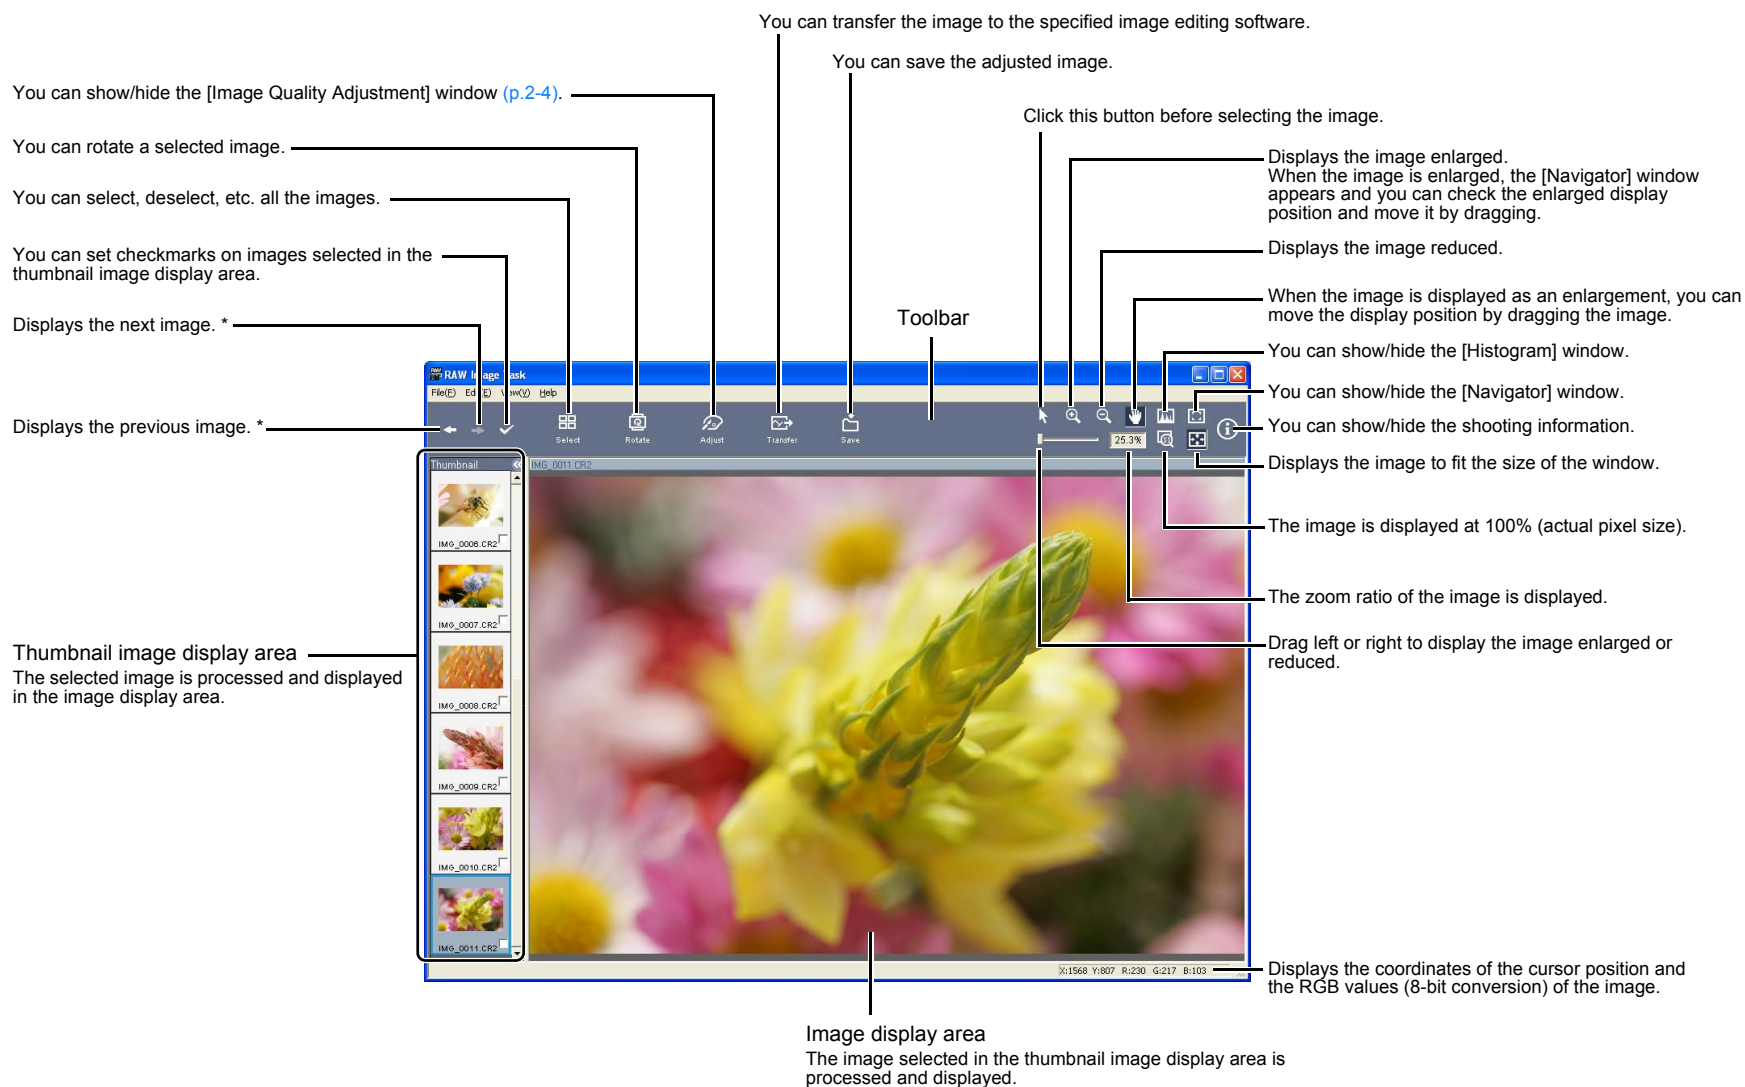 You can transfer the image to the specified image editing software.
You can save the adjusted image.
You can show/hide the [Image Quality Adjustment] window (p.2-4).
Click this button before selecting the image.
You can rotate a selected image.
Displays the image enlarged.
When the image is enlarged, the [Navigator] window
appears and you can check the enlarged display
position and move it by dragging.
You can select, deselect, etc. all the images.
Displays the image reduced.
You can set checkmarks on images selected in the
thumbnail image display area.
When the image is displayed as an enlargement, you can
move the display position by dragging the image.
Displays the next image. *
Toolbar
You can show/hide the [Histogram] window.
You can show/hide the [Navigator] window.
Displays the previous image. *
You can show/hide the shooting information.
Displays the image to fit the size of the window.
The image is displayed at 100% (actual pixel size).
The zoom ratio of the image is displayed.
Drag left or right to display the image enlarged or
reduced.
Thumbnail image display area
The selected image is processed and displayed
in the image display area.
RAW Image Task
File(F) Edit(E) View(V) Help
Select Rotate Adjust Transfer Save
25.3%
Thumbnail
IMG_0011.CR2
IMG_0006.CR2
IMG_0007.CR2
IMG_0008.CR2
IMG_0009.CR2
IMG_0010.CR2
IMG_0011.CR2
X:1568 Y:807 R:230 G:217 B:103
Displays the coordinates of the cursor position and
the RGB values (8-bit conversion) of the image.
Image display area
The image selected in the thumbnail image display area is
processed and displayed.